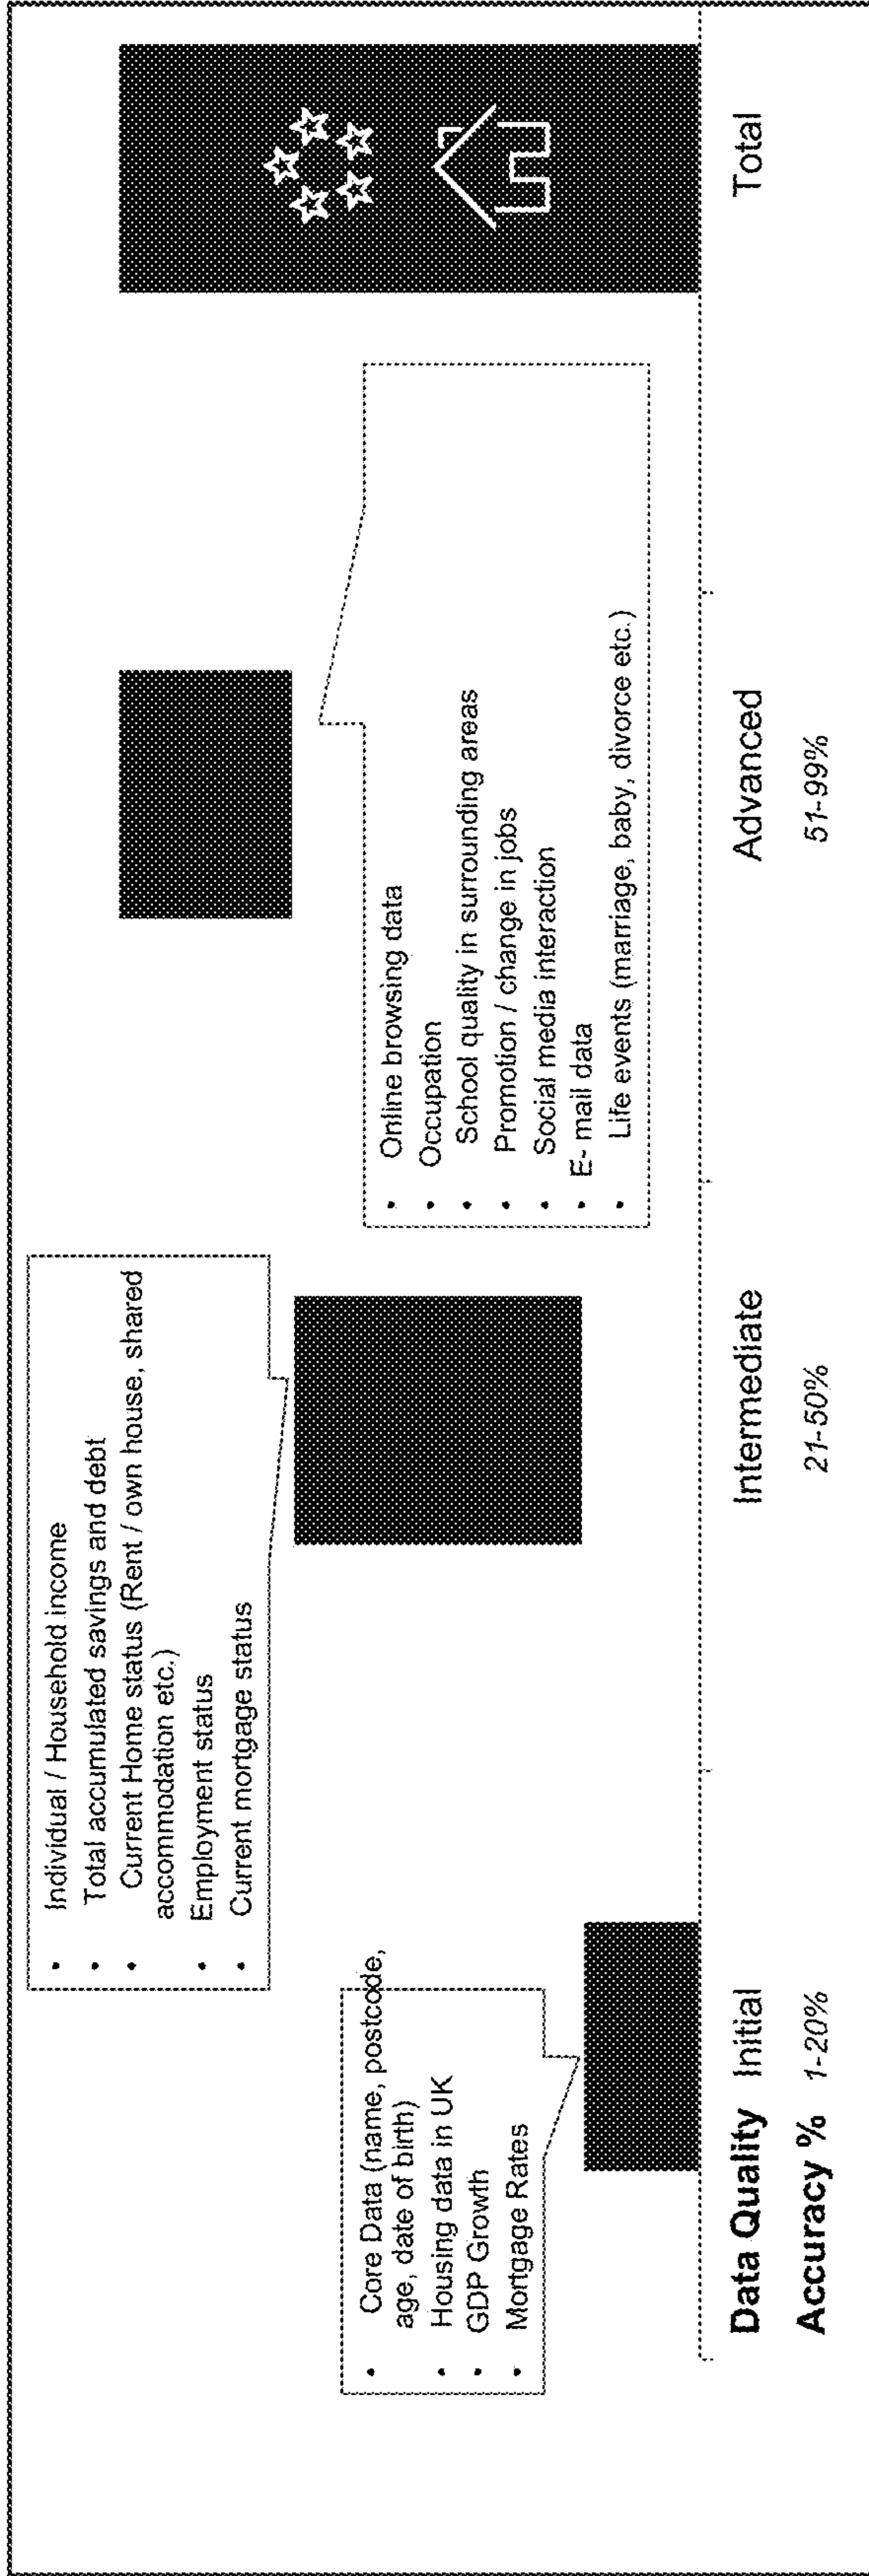 • Individual / Household income
• Total accumulated savings and debt
• Current Home status (Rent / own house, shared
accommodation etc.)
• Employment status
• Current mortgage status
• Core Data (name, postcode,
age, date of birth)
• Housing data in UK
• GDP Growth
• Mortgage Rates
• Online browsing data
• Occupation
• School quality in surrounding areas
• Promotion / change in jobs
• Social media interaction
• E- mail data
• Life events (marriage, baby, divorce etc.)
Data Quality Initial Intermediate Advanced Total
Accuracy % 1-20% 21-50% 51-99%